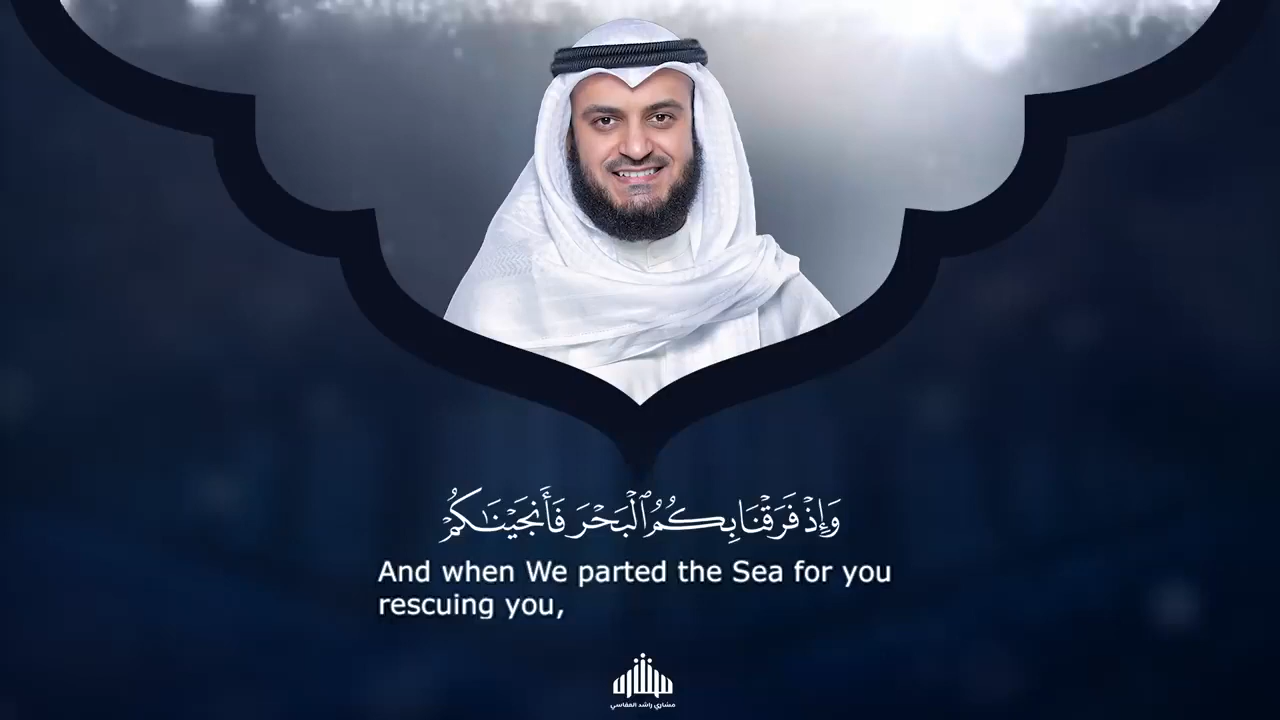 وَإِذْ فَرَقْنَا بِكُمُ ٱلْبَحْرَ فَأَنجَيْنَـٰكُمْ
And when We parted the Sea for you
rescuing you,
مشاري راشد العفاسي